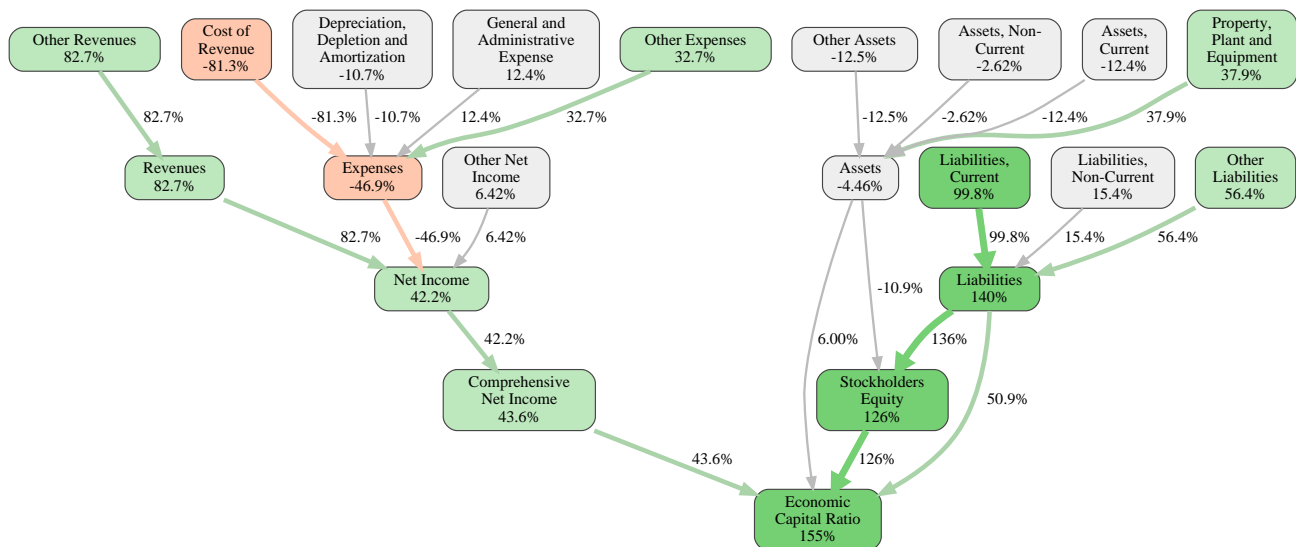 Other Revenues
82.7%
Cost of
Revenue
-81.3%
Depreciation,
Depletion and
Amortization
-10.7%
General and
Administrative
Expense
12.4%
Other Expenses
32.7%
Other Assets
-12.5%
Assets, Non-
Current
-2.62%
Assets,
Current
-12.4%
Property,
Plant and
Equipment
37.9%
82.7%
-81.3%
-10.7%
12.4%
32.7%
-12.5%
-2.62%
-12.4%
37.9%
Revenues
82.7%
Expenses
-46.9%
Other Net
Income
6.42%
Assets
-4.46%
Liabilities,
Current
99.8%
Liabilities,
Non-Current
15.4%
Other
Liabilities
56.4%
82.7%
-46.9%
6.42%
99.8%
15.4%
56.4%
Net Income
42.2%
-10.9%
Liabilities
140%
42.2%
6.00%
136%
Comprehensive
Net Income
43.6%
Stockholders
Equity
126%
50.9%
43.6%
126%
Economic
Capital Ratio
155%